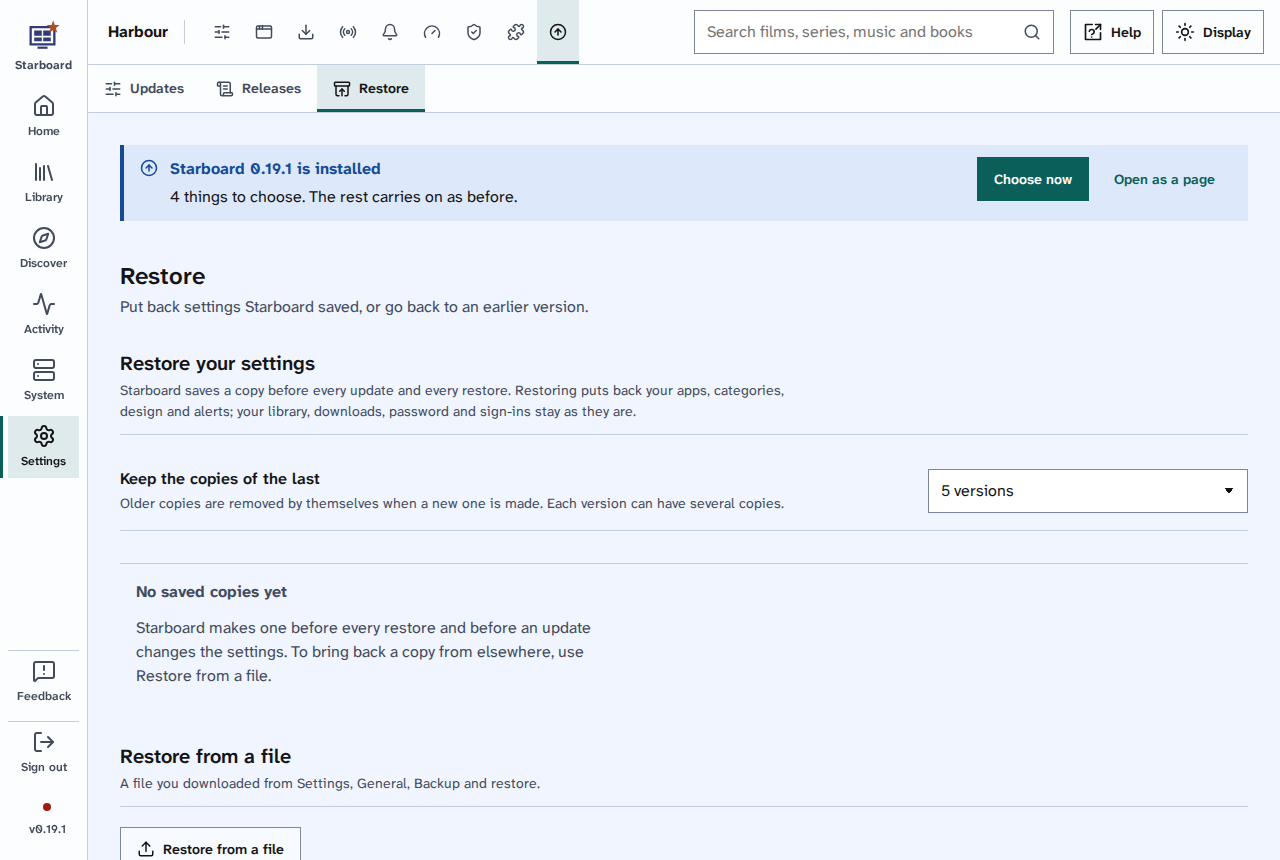 Starboard
Home
Library
Discover
Activity
System
Settings
Feedback
Sign out
v0.19.1
Harbour
Search films, series, music and books
Help
Display
Updates
Releases
Restore
Starboard 0.19.1 is installed
4 things to choose. The rest carries on as before.
Choose now
Open as a page
Restore
Put back settings Starboard saved, or go back to an earlier version.
Restore your settings
Starboard saves a copy before every update and every restore. Restoring puts back your apps, categories,
design and alerts; your library, downloads, password and sign-ins stay as they are.
Keep the copies of the last
Older copies are removed by themselves when a new one is made. Each version can have several copies.
5 versions
No saved copies yet
Starboard makes one before every restore and before an update
changes the settings. To bring back a copy from elsewhere, use
Restore from a file.
Restore from a file
A file you downloaded from Settings, General, Backup and restore.
Restore from a file